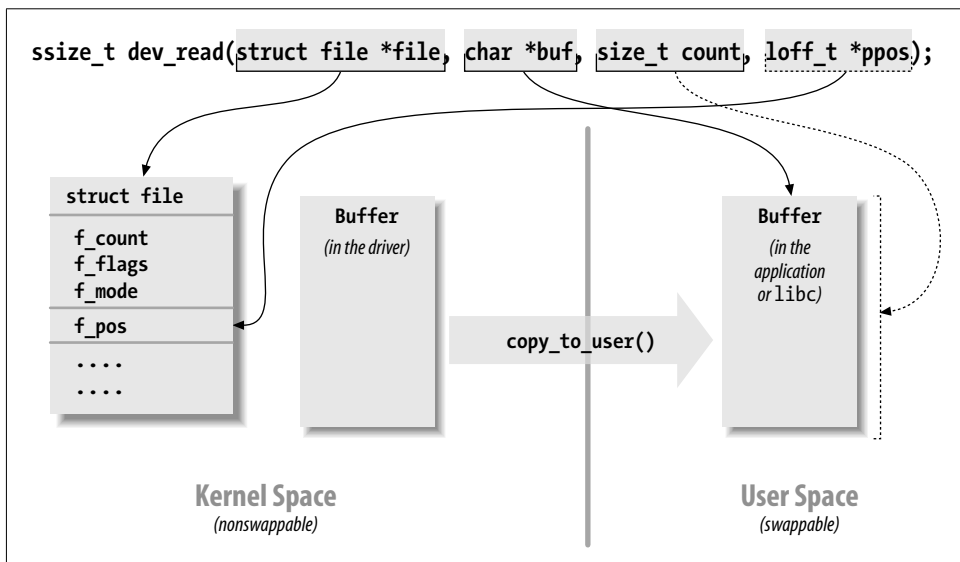 ssize_t dev_read(struct file *file, char *buf, size_t count, loff_t *ppos);
struct file
f_count
f_flags
f_mode
f_pos
....
....
Buffer
(in the driver)
copy_to_user()
Buffer
(in the
application
or libc)
Kernel Space
(nonswappable)
User Space
(swappable)